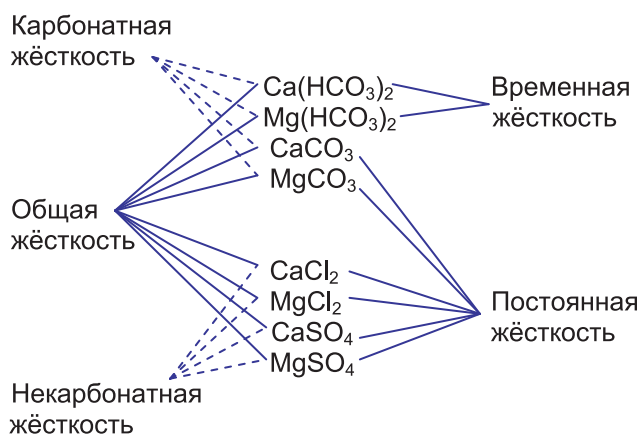 Карбонатная
жёсткость
Ca(HCO₃)₂
Mg(HCO₃)₂
CaCO₃
MgCO₃
Временная
жёсткость
Общая
жёсткость
CaCl₂
MgCl₂
CaSO₄
MgSO₄
Постоянная
жёсткость
Некарбонатная
жёсткость